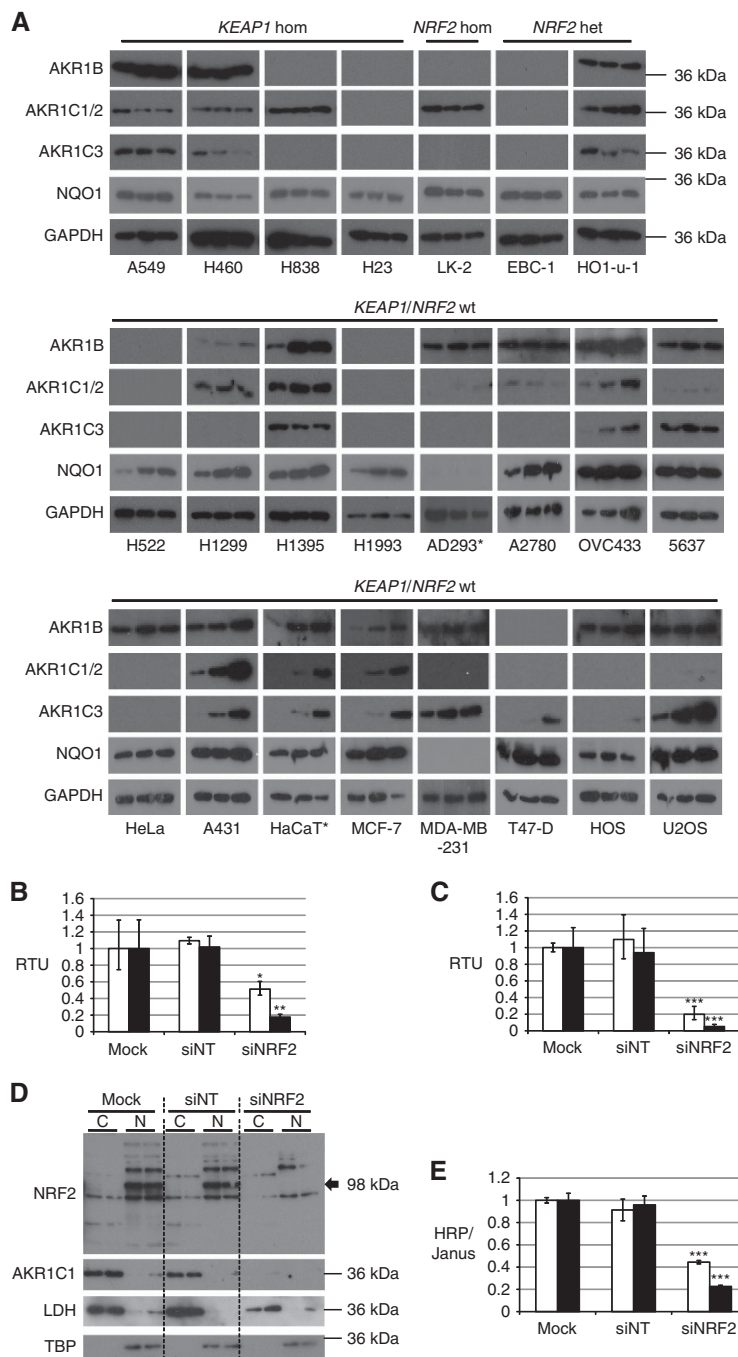 A
KEAP1 hom NRF2 hom NRF2 het
AKR1B 36 kDa
AKR1C1/2 36 kDa
AKR1C3 36 kDa
36 kDa
NQO1
GAPDH 36 kDa
A549 H460 H838 H23 LK-2 EBC-1 HO1-u-1
KEAP1/NRF2 wt
AKR1B
AKR1C1/2
AKR1C3
NQO1
GAPDH
H522 H1299 H1395 H1993 AD293* A2780 OVC433 5637
KEAP1/NRF2 wt
AKR1B
AKR1C1/2
AKR1C3
NQO1
GAPDH
HeLa A431 HaCaT* MCF-7 MDA-MB-231 T47-D HOS U2OS
B
1.6
1.4
1.2
1
0.8
0.6
0.4
0.2
0
RTU
* **
Mock siNT siNRF2
C
1.6
1.4
1.2
1
0.8
0.6
0.4
0.2
0
RTU
*** ***
Mock siNT siNRF2
D
Mock siNT siNRF2
C N C N C N
NRF2 98 kDa
AKR1C1 36 kDa
LDH 36 kDa
36 kDa
TBP
E
1.2
1
0.8
0.6
0.4
0.2
0
HRP/
Janus
*** ***
Mock siNT siNRF2